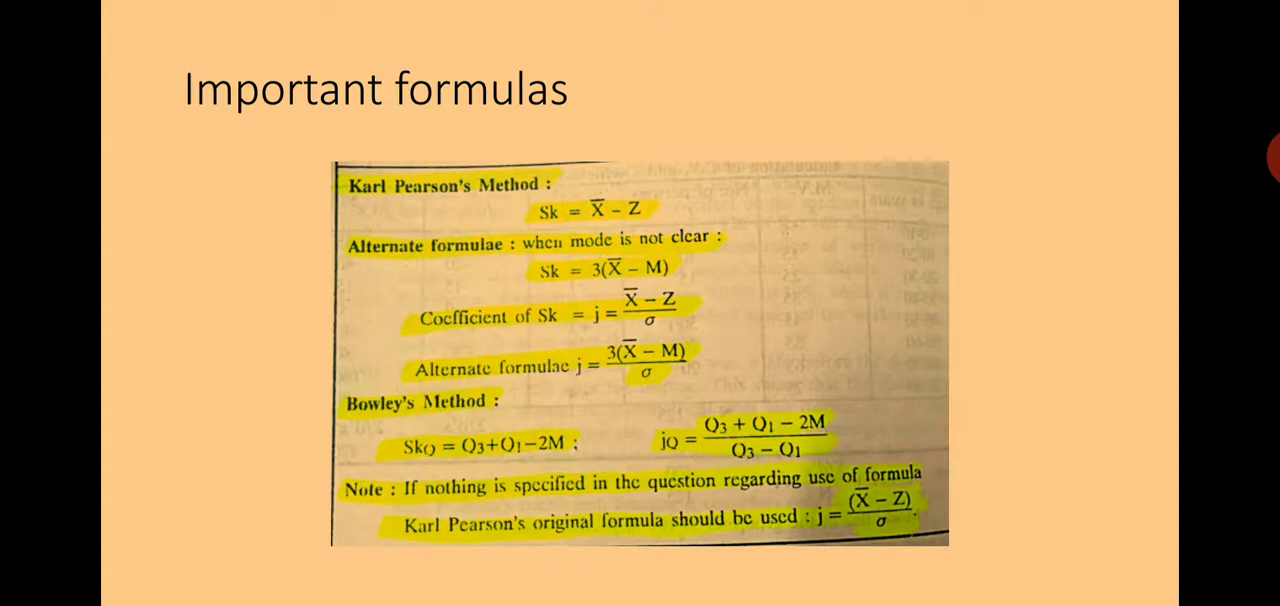 Important formulas
Karl Pearson's Method :
Sk = X̅ – Z
Alternate formulae : when mode is not clear :
Sk = 3(X̅ – M)
Coefficient of Sk = j = (X̅ – Z)/σ
Alternate formulae j = 3(X̅ – M)/σ
Bowley's Method :
SkQ = Q3+Q1–2M ; jQ = (Q3 + Q1 – 2M)/(Q3 – Q1)
Note : If nothing is specified in the question regarding use of formula
Karl Pearson's original formula should be used : j = (X̅ – Z)/σ.